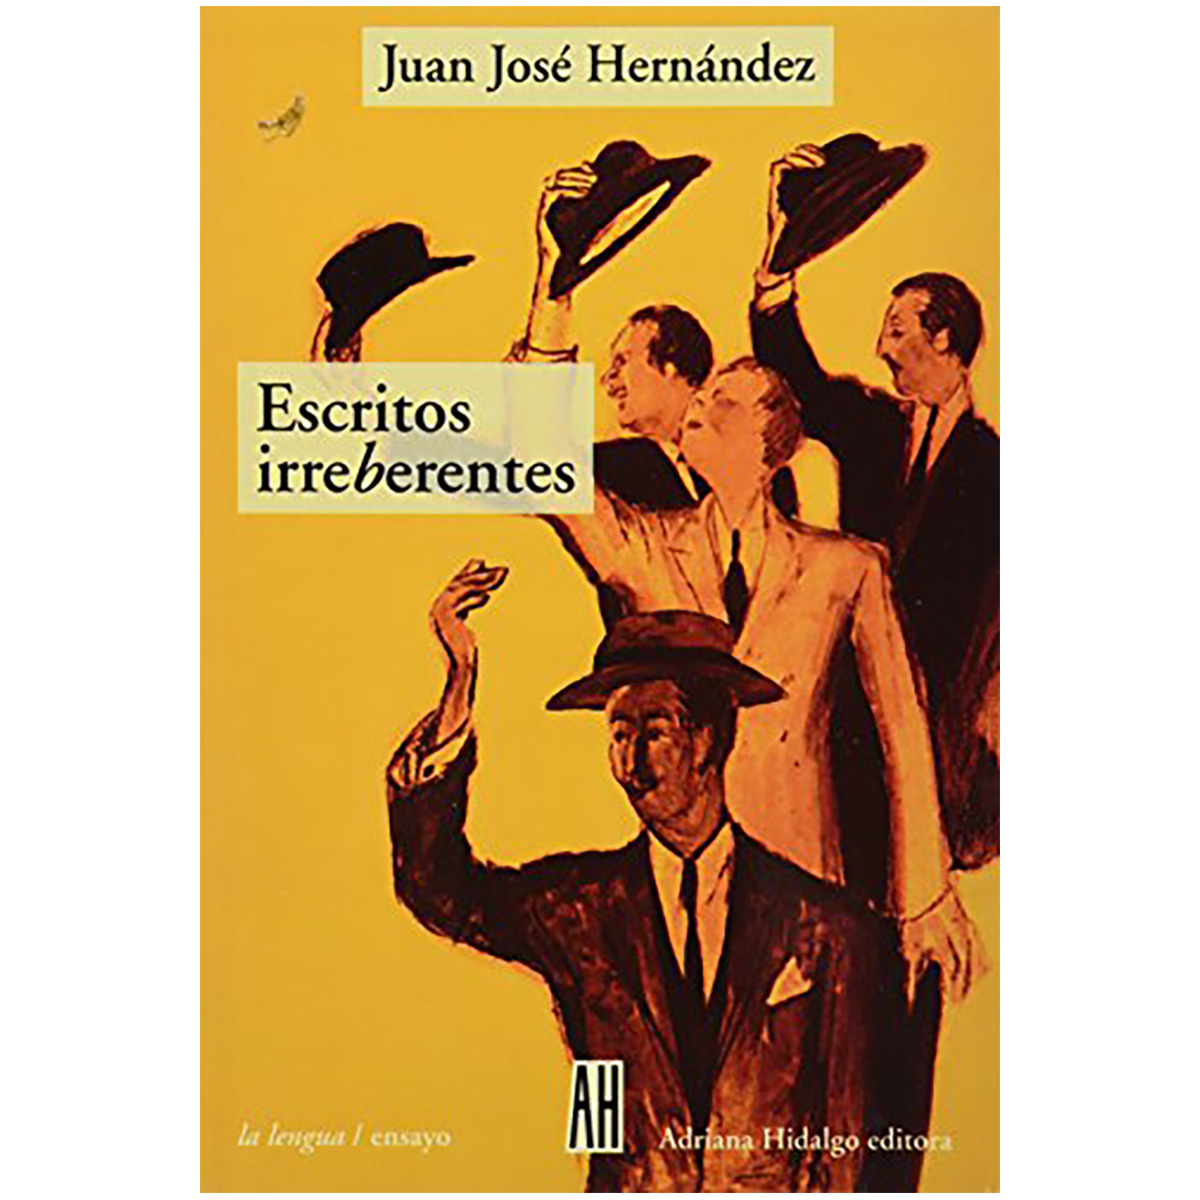 Juan José Hernández
Escritos
irreberentes
AH
la lengua / ensayo
Adriana Hidalgo editora